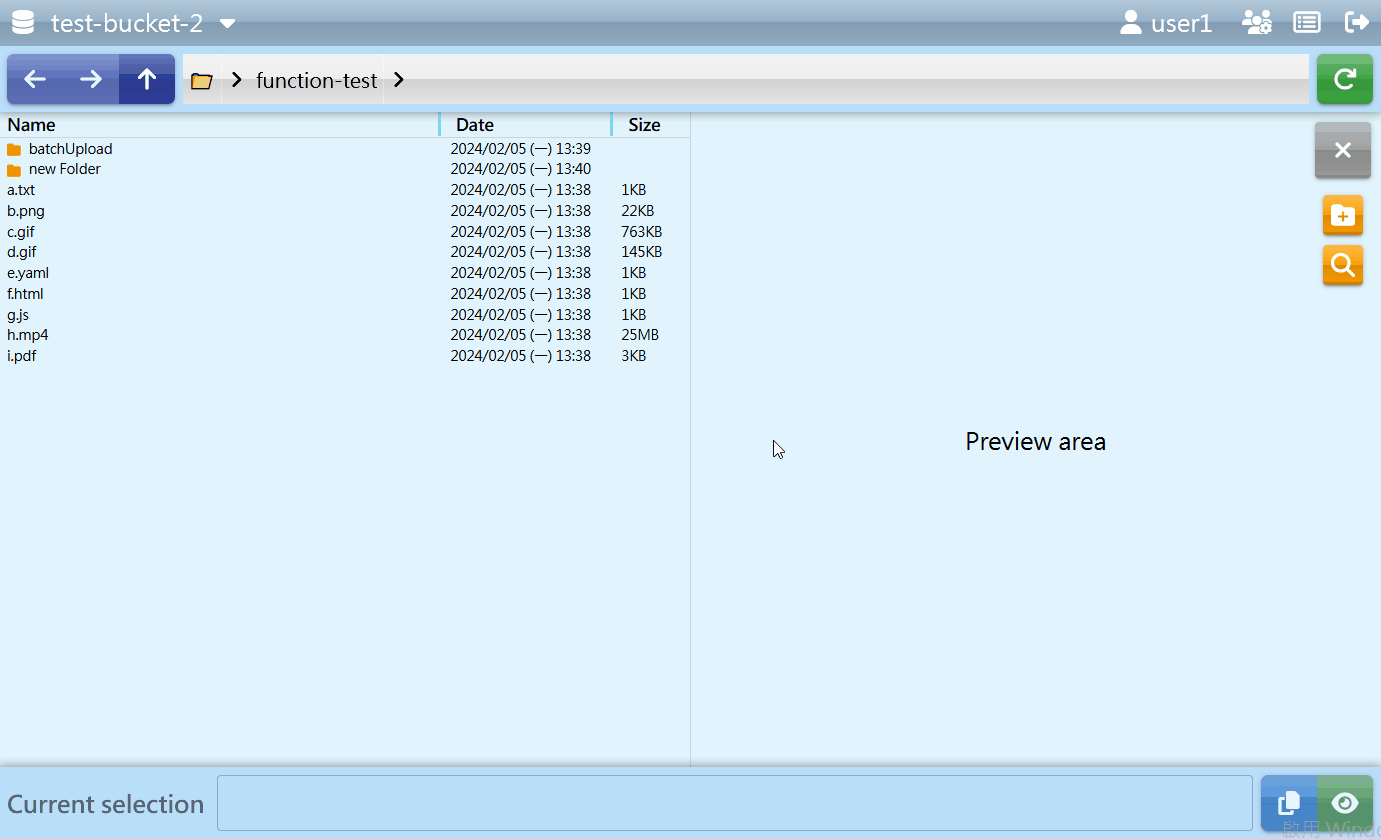 test-bucket-2
user1
function-test
Name Date Size
batchUpload 2024/02/05 (一) 13:39
new Folder 2024/02/05 (一) 13:40
a.txt 2024/02/05 (一) 13:38 1KB
b.png 2024/02/05 (一) 13:38 22KB
c.gif 2024/02/05 (一) 13:38 763KB
d.gif 2024/02/05 (一) 13:38 145KB
e.yaml 2024/02/05 (一) 13:38 1KB
f.html 2024/02/05 (一) 13:38 1KB
g.js 2024/02/05 (一) 13:38 1KB
h.mp4 2024/02/05 (一) 13:38 25MB
i.pdf 2024/02/05 (一) 13:38 3KB
Preview area
Current selection
啟用 Windo